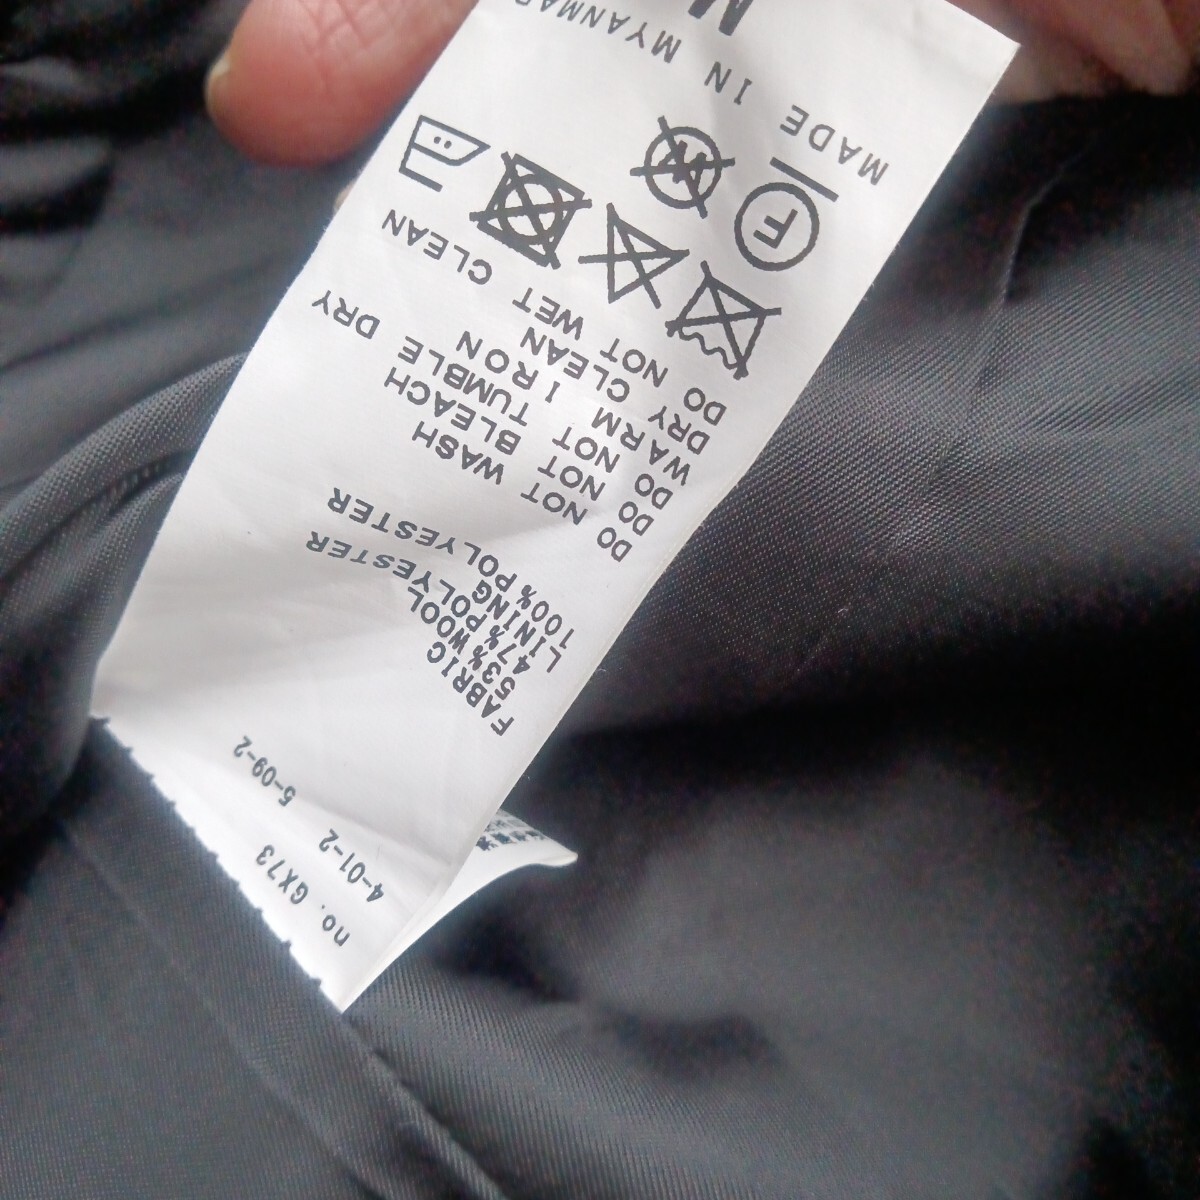 no. GX73
4-01-2
5-09-2
FABRIC
53% WOOL
47% POLYESTER
LINING
100% POLYESTER
DO NOT WASH
DO NOT BLEACH
DO NOT TUMBLE DRY
WARM IRON
DRY CLEAN
DO NOT WET CLEAN
F
W
MADE IN MYANMAR
M